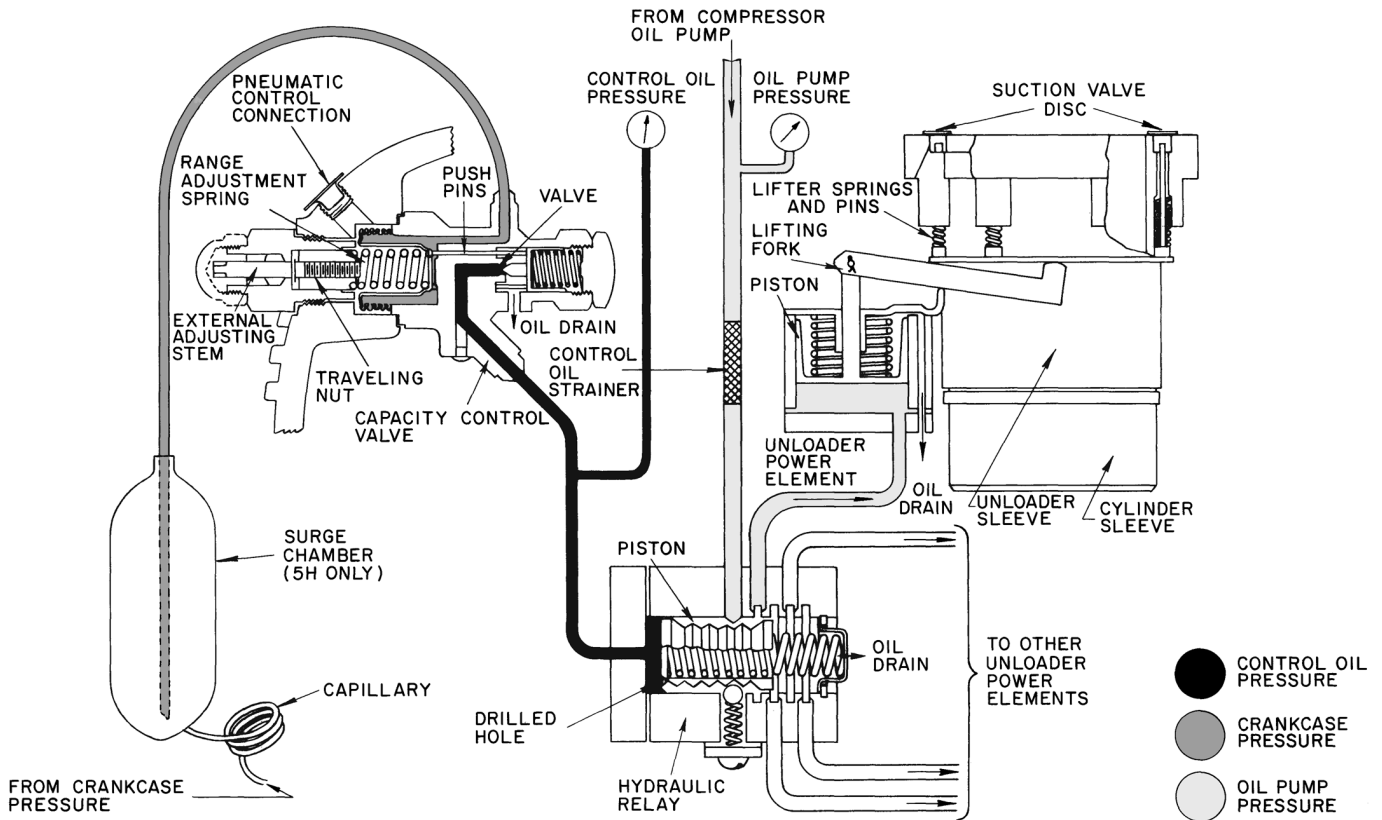 FROM COMPRESSOR
OIL PUMP
PNEUMATIC
CONTROL
CONNECTION
CONTROL OIL
PRESSURE
OIL PUMP
PRESSURE
SUCTION VALVE
DISC
RANGE
ADJUSTMENT
SPRING
PUSH
PINS
VALVE
LIFTER SPRINGS
AND PINS
LIFTING
FORK
PISTON
EXTERNAL
ADJUSTING
STEM
OIL DRAIN
CONTROL
OIL
STRAINER
TRAVELING
NUT
CAPACITY CONTROL
VALVE
UNLOADER
POWER
ELEMENT
OIL
DRAIN
UNLOADER
SLEEVE
CYLINDER
SLEEVE
SURGE
CHAMBER
(5H ONLY)
PISTON
OIL
DRAIN
TO OTHER
UNLOADER
POWER
ELEMENTS
CAPILLARY
DRILLED
HOLE
HYDRAULIC
RELAY
FROM CRANKCASE
PRESSURE
CONTROL OIL
PRESSURE
CRANKCASE
PRESSURE
OIL PUMP
PRESSURE